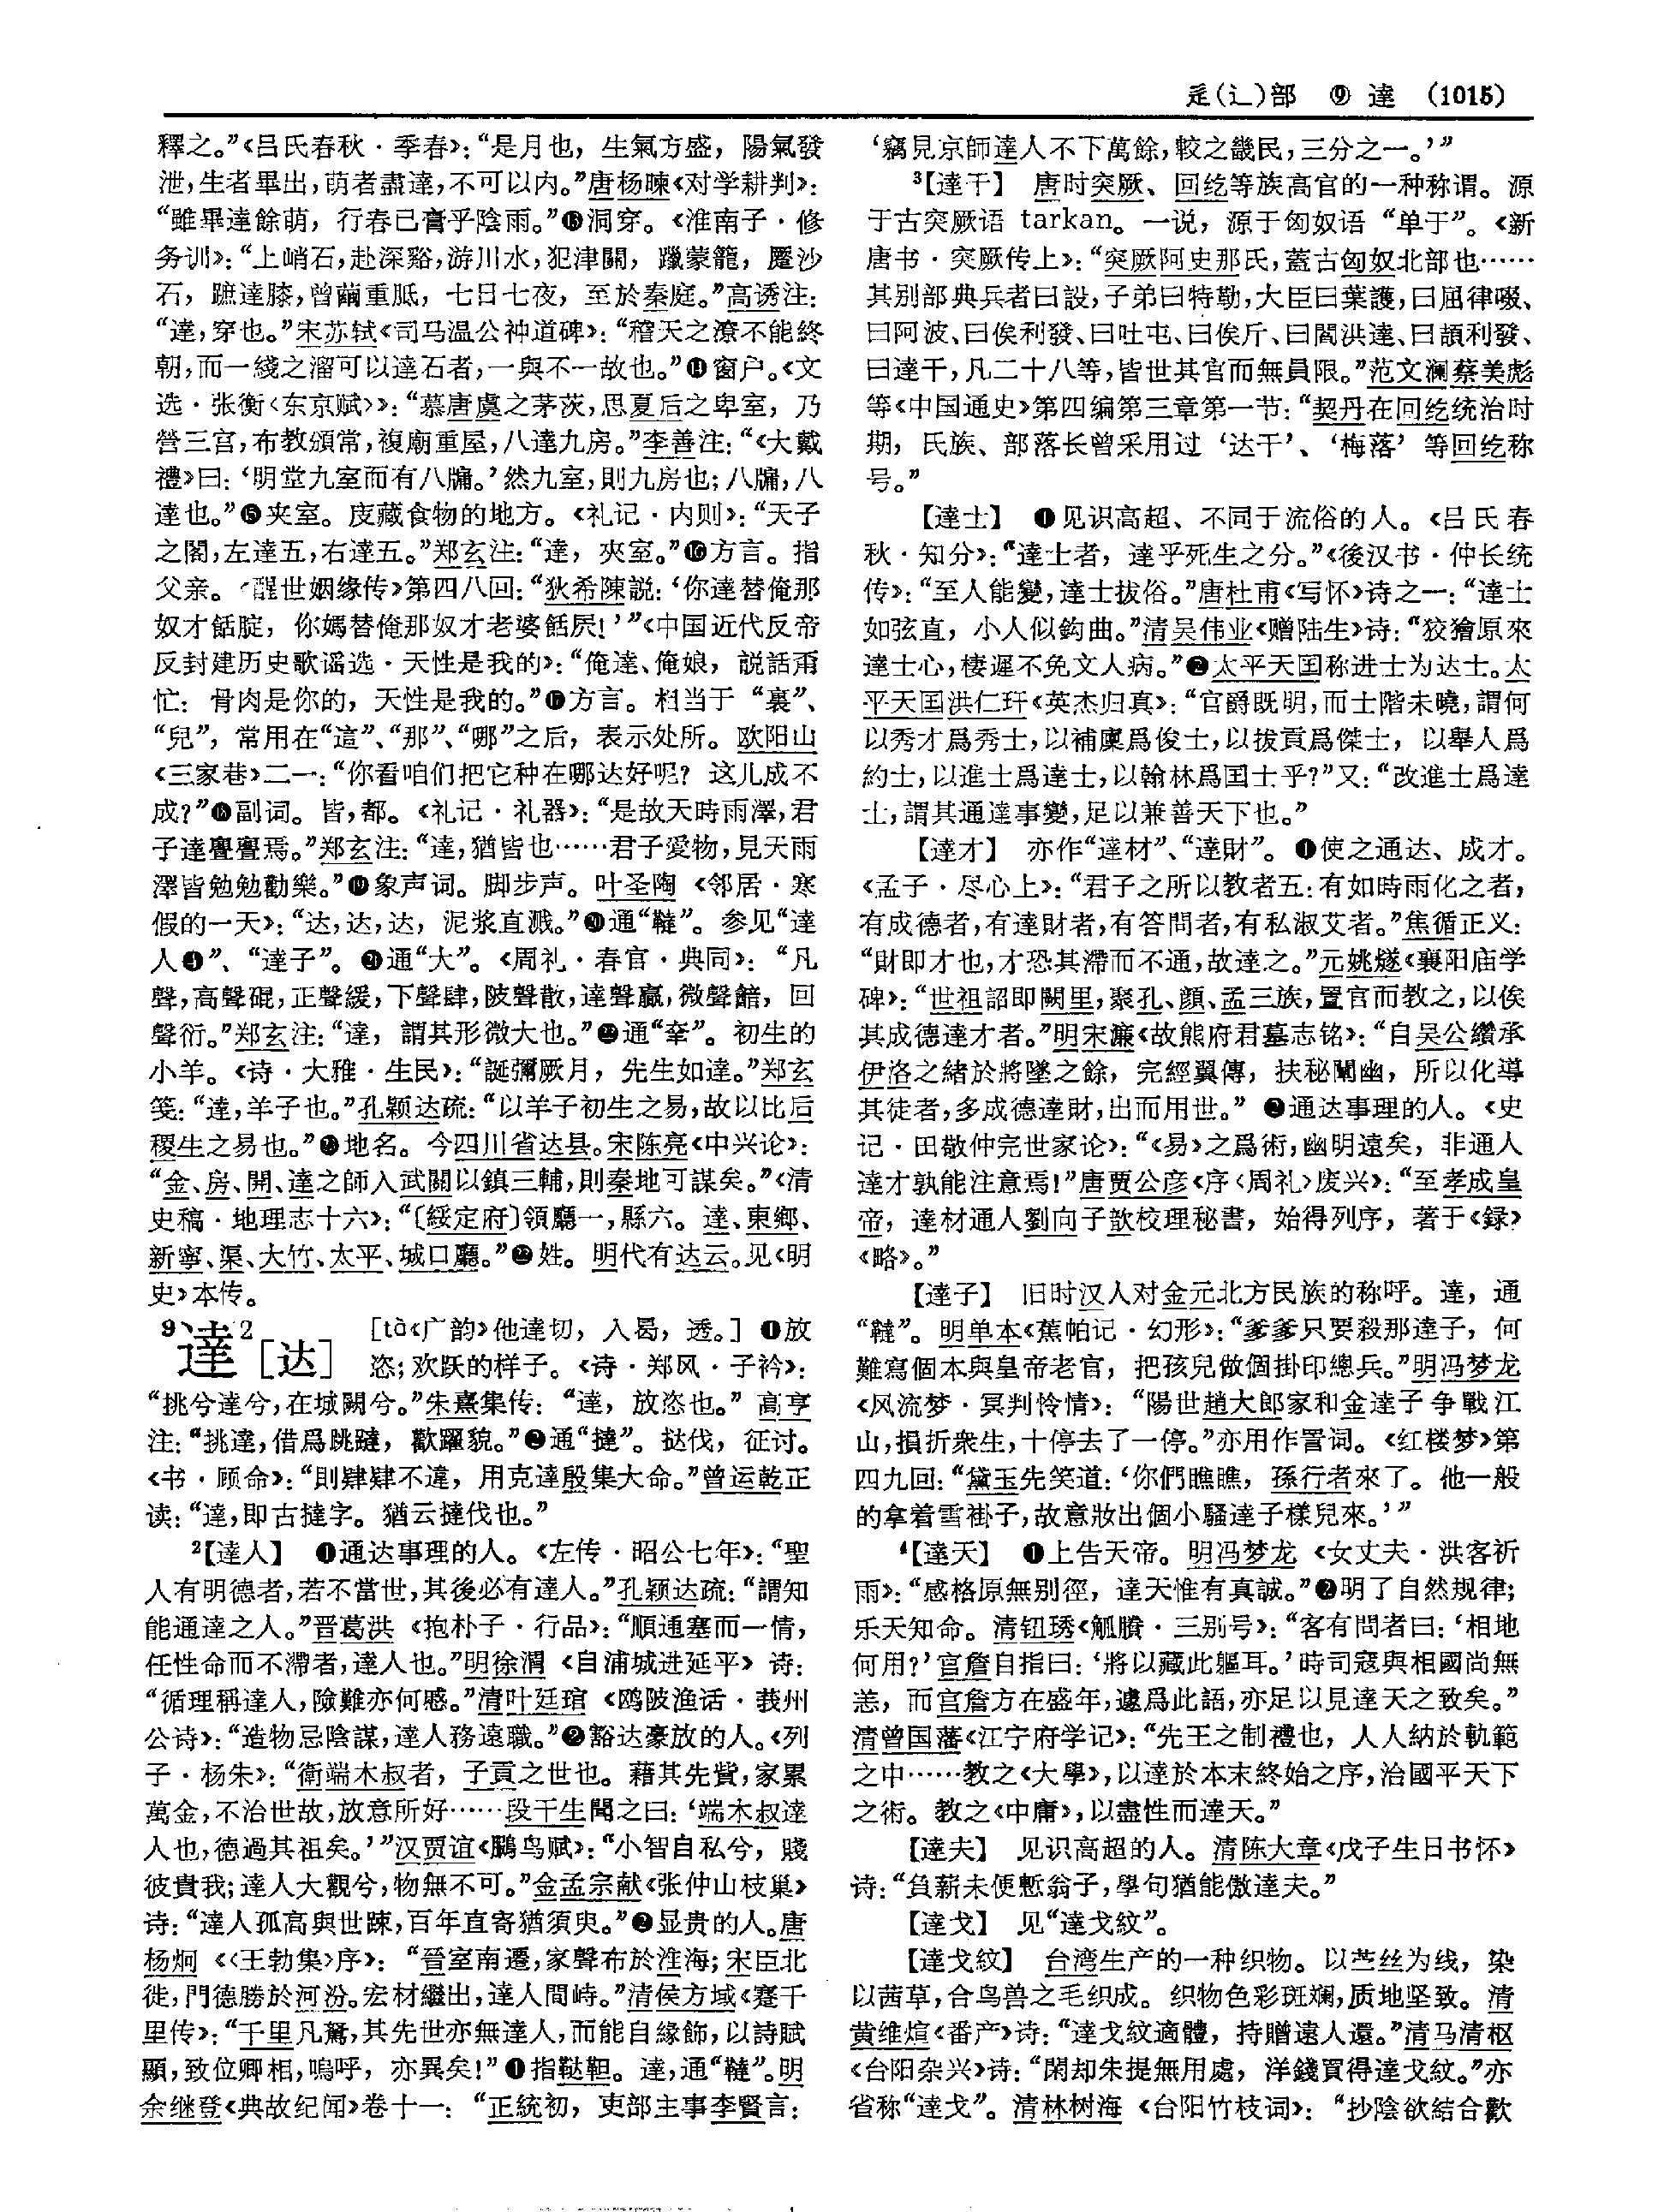 辵(辶)部　⑨　達　(1015)
釋之。”《吕氏春秋·季春》：“是月也，生氣方盛，陽氣發
泄，生者畢出，萌者盡達，不可以内。”唐杨暕《对学耕判》：
“雖畢達餘萌，行春已膏乎陰雨。”⓭洞穿。《淮南子·修
务训》：“上峭石，赴深谿，游川水，犯津關，躐蒙籠，蹷沙
石，蹠達膝，曾繭重胝，七日七夜，至於秦庭。”高诱注：
“達，穿也。”宋苏轼《司马温公神道碑》：“稽天之潦不能終
朝，而一綫之溜可以達石者，一與不一故也。”⓮窗户。《文
选·张衡〈东京赋〉》：“慕唐虞之茅茨，思夏后之卑室，乃
營三宫，布教頒常，複廟重屋，八達九房。”李善注：“《大戴
禮》曰：‘明堂九室而有八牖。’然九室，則九房也；八牖，八
達也。”⓯夹室。庋藏食物的地方。《礼记·内则》：“天子
之閣，左達五，右達五。”郑玄注：“達，夾室。”⓰方言。指
父亲。《醒世姻缘传》第四八回：“狄希陳説：‘你達替俺那
奴才餂腚，你媽替俺那奴才老婆餂㞘！’”《中国近代反帝
反封建历史歌谣选·天性是我的》：“俺達、俺娘，説話甭
忙：骨肉是你的，天性是我的。”⓱方言。相当于“裏”、
“兒”，常用在“這”、“那”、“哪”之后，表示处所。欧阳山
《三家巷》二一：“你看咱们把它种在哪达好呢？这儿成不
成？”⓲副词。皆，都。《礼记·礼器》：“是故天時雨澤，君
子達亹亹焉。”郑玄注：“達，猶皆也……君子愛物，見天雨
澤皆勉勉勸樂。”⓳象声词。脚步声。叶圣陶《邻居·寒
假的一天》：“达，达，达，泥浆直溅。”⓴通“韃”。参见“達
人❹”、“達子”。㉑通“大”。《周礼·春官·典同》：“凡
聲，高聲䃂，正聲緩，下聲肆，陂聲散，達聲贏，微聲韽，回
聲衍。”郑玄注：“達，謂其形微大也。”㉒通“羍”。初生的
小羊。《诗·大雅·生民》：“誕彌厥月，先生如達。”郑玄
笺：“達，羊子也。”孔颖达疏：“以羊子初生之易，故以比后
稷生之易也。”㉓地名。今四川省达县。宋陈亮《中兴论》：
“金、房、開、達之師入武關以鎮三輔，則秦地可謀矣。”《清
史稿·地理志十六》：“〔綏定府〕領廳一，縣六。達、東鄉、
新寧、渠、大竹、太平、城口廳。”㉔姓。明代有达云。见《明
史》本传。
⁹達²［达］　[tà《广韵》他達切，入曷，透。]❶放
恣；欢跃的样子。《诗·郑风·子衿》：
“挑兮達兮，在城闕兮。”朱熹集传：“達，放恣也。”高亨
注：“挑達，借爲跳躂，歡躍貌。”❷通“撻”。挞伐，征讨。
《书·顾命》：“則肄肄不違，用克達殷集大命。”曾运乾正
读：“達，即古撻字。猶云撻伐也。”
²【達人】　❶通达事理的人。《左传·昭公七年》：“聖
人有明德者，若不當世，其後必有達人。”孔颖达疏：“謂知
能通達之人。”晋葛洪《抱朴子·行品》：“順通塞而一情，
任性命而不滯者，達人也。”明徐渭《自浦城进延平》诗：
“循理稱達人，險難亦何慼。”清叶廷琯《鸥陂渔话·莪州
公诗》：“造物忌陰謀，達人務遠職。”❷豁达豪放的人。《列
子·杨朱》：“衛端木叔者，子貢之世也。藉其先貲，家累
萬金，不治世故，放意所好……段干生聞之曰：‘端木叔達
人也，德過其祖矣。’”汉贾谊《鵩鸟赋》：“小智自私兮，賤
彼貴我；達人大觀兮，物無不可。”金孟宗献《张仲山枝巢》
诗：“達人孤高與世踈，百年直寄猶須臾。”❷显贵的人。唐
杨炯《〈王勃集〉序》：“晉室南遷，家聲布於淮海；宋臣北
徙，門德勝於河汾。宏材繼出，達人間峙。”清侯方域《蹇千
里传》：“千里凡駑，其先世亦無達人，而能自緣飾，以詩賦
顯，致位卿相，嗚呼，亦異矣！”❶指鞑靼。達，通“韃”。明
余继登《典故纪闻》卷十一：“正統初，吏部主事李賢言：
‘竊見京師達人不下萬餘，較之畿民，三分之一。’”
³【達干】　唐时突厥、回纥等族高官的一种称谓。源
于古突厥语 tarkan。一说，源于匈奴语“单于”。《新
唐书·突厥传上》：“突厥阿史那氏，蓋古匈奴北部也……
其别部典兵者曰設，子弟曰特勒，大臣曰葉護，曰屈律啜、
曰阿波、曰俟利發、曰吐屯、曰俟斤、曰閻洪達、曰頡利發、
曰達干，凡二十八等，皆世其官而無員限。”范文澜蔡美彪
等《中国通史》第四编第三章第一节：“契丹在回纥统治时
期，氏族、部落长曾采用过‘达干’、‘梅落’等回纥称
号。”
【達士】　❶见识高超、不同于流俗的人。《吕氏春
秋·知分》：“達士者，達乎死生之分。”《後汉书·仲长统
传》：“至人能變，達士拔俗。”唐杜甫《写怀》诗之一：“達士
如弦直，小人似鈎曲。”清吴伟业《赠陆生》诗：“狡獪原來
達士心，棲遲不免文人病。”❷太平天囯称进士为达士。太
平天囯洪仁玕《英杰归真》：“官爵既明，而士階未曉，謂何
以秀才爲秀士，以補廩爲俊士，以拔貢爲傑士，以舉人爲
約士，以進士爲達士，以翰林爲囯士乎？”又：“改進士爲達
士，謂其通達事變，足以兼善天下也。”
【達才】　亦作“達材”、“達財”。❶使之通达、成才。
《孟子·尽心上》：“君子之所以教者五：有如時雨化之者，
有成德者，有達財者，有答問者，有私淑艾者。”焦循正义：
“財即才也，才恐其滯而不通，故達之。”元姚燧《襄阳庙学
碑》：“世祖詔即闕里，聚孔、顔、孟三族，置官而教之，以俟
其成德達才者。”明宋濂《故熊府君墓志铭》：“自吴公纘承
伊洛之緒於將墜之餘，完經翼傳，扶秘闡幽，所以化導
其徒者，多成德達財，出而用世。”❷通达事理的人。《史
记·田敬仲完世家论》：“《易》之爲術，幽明遠矣，非通人
達才孰能注意焉！”唐贾公彦《序〈周礼〉废兴》：“至孝成皇
帝，達材通人劉向子歆校理秘書，始得列序，著于《録》
《略》。”
【達子】　旧时汉人对金元北方民族的称呼。達，通
“韃”。明单本《蕉帕记·幻形》：“爹爹只要殺那達子，何
難寫個本與皇帝老官，把孩兒做個掛印總兵。”明冯梦龙
《风流梦·冥判怜情》：“陽世趙大郎家和金達子争戰江
山，損折衆生，十停去了一停。”亦用作詈词。《红楼梦》第
四九回：“黛玉先笑道：‘你們瞧瞧，孫行者來了。他一般
的拿着雪褂子，故意妝出個小騷達子樣兒來。’”
⁴【達天】　❶上告天帝。明冯梦龙《女丈夫·洪客祈
雨》：“感格原無别徑，達天惟有真誠。”❷明了自然规律；
乐天知命。清钮琇《觚賸·三别号》：“客有問者曰：‘相地
何用？’官詹自指曰：‘將以藏此軀耳。’時司寇與相國尚無
恙，而宫詹方在盛年，遽爲此語，亦足以見達天之致矣。”
清曾国藩《江宁府学记》：“先王之制禮也，人人納於軌範
之中……教之《大學》，以達於本末終始之序，治國平天下
之術。教之《中庸》，以盡性而達天。”
【達夫】　见识高超的人。清陈大章《戊子生日书怀》
诗：“負薪未便慙翁子，學句猶能傲達夫。”
【達戈】　见“達戈紋”。
【達戈紋】　台湾生产的一种织物。以苎丝为线，染
以茜草，合鸟兽之毛织成。织物色彩斑斓，质地坚致。清
黄维煊《番产》诗：“達戈紋適體，持贈遠人還。”清马清枢
《台阳杂兴》诗：“閑却朱提無用處，洋錢買得達戈紋。”亦
省称“達戈”。清林树海《台阳竹枝词》：“抄陰欲結合歡